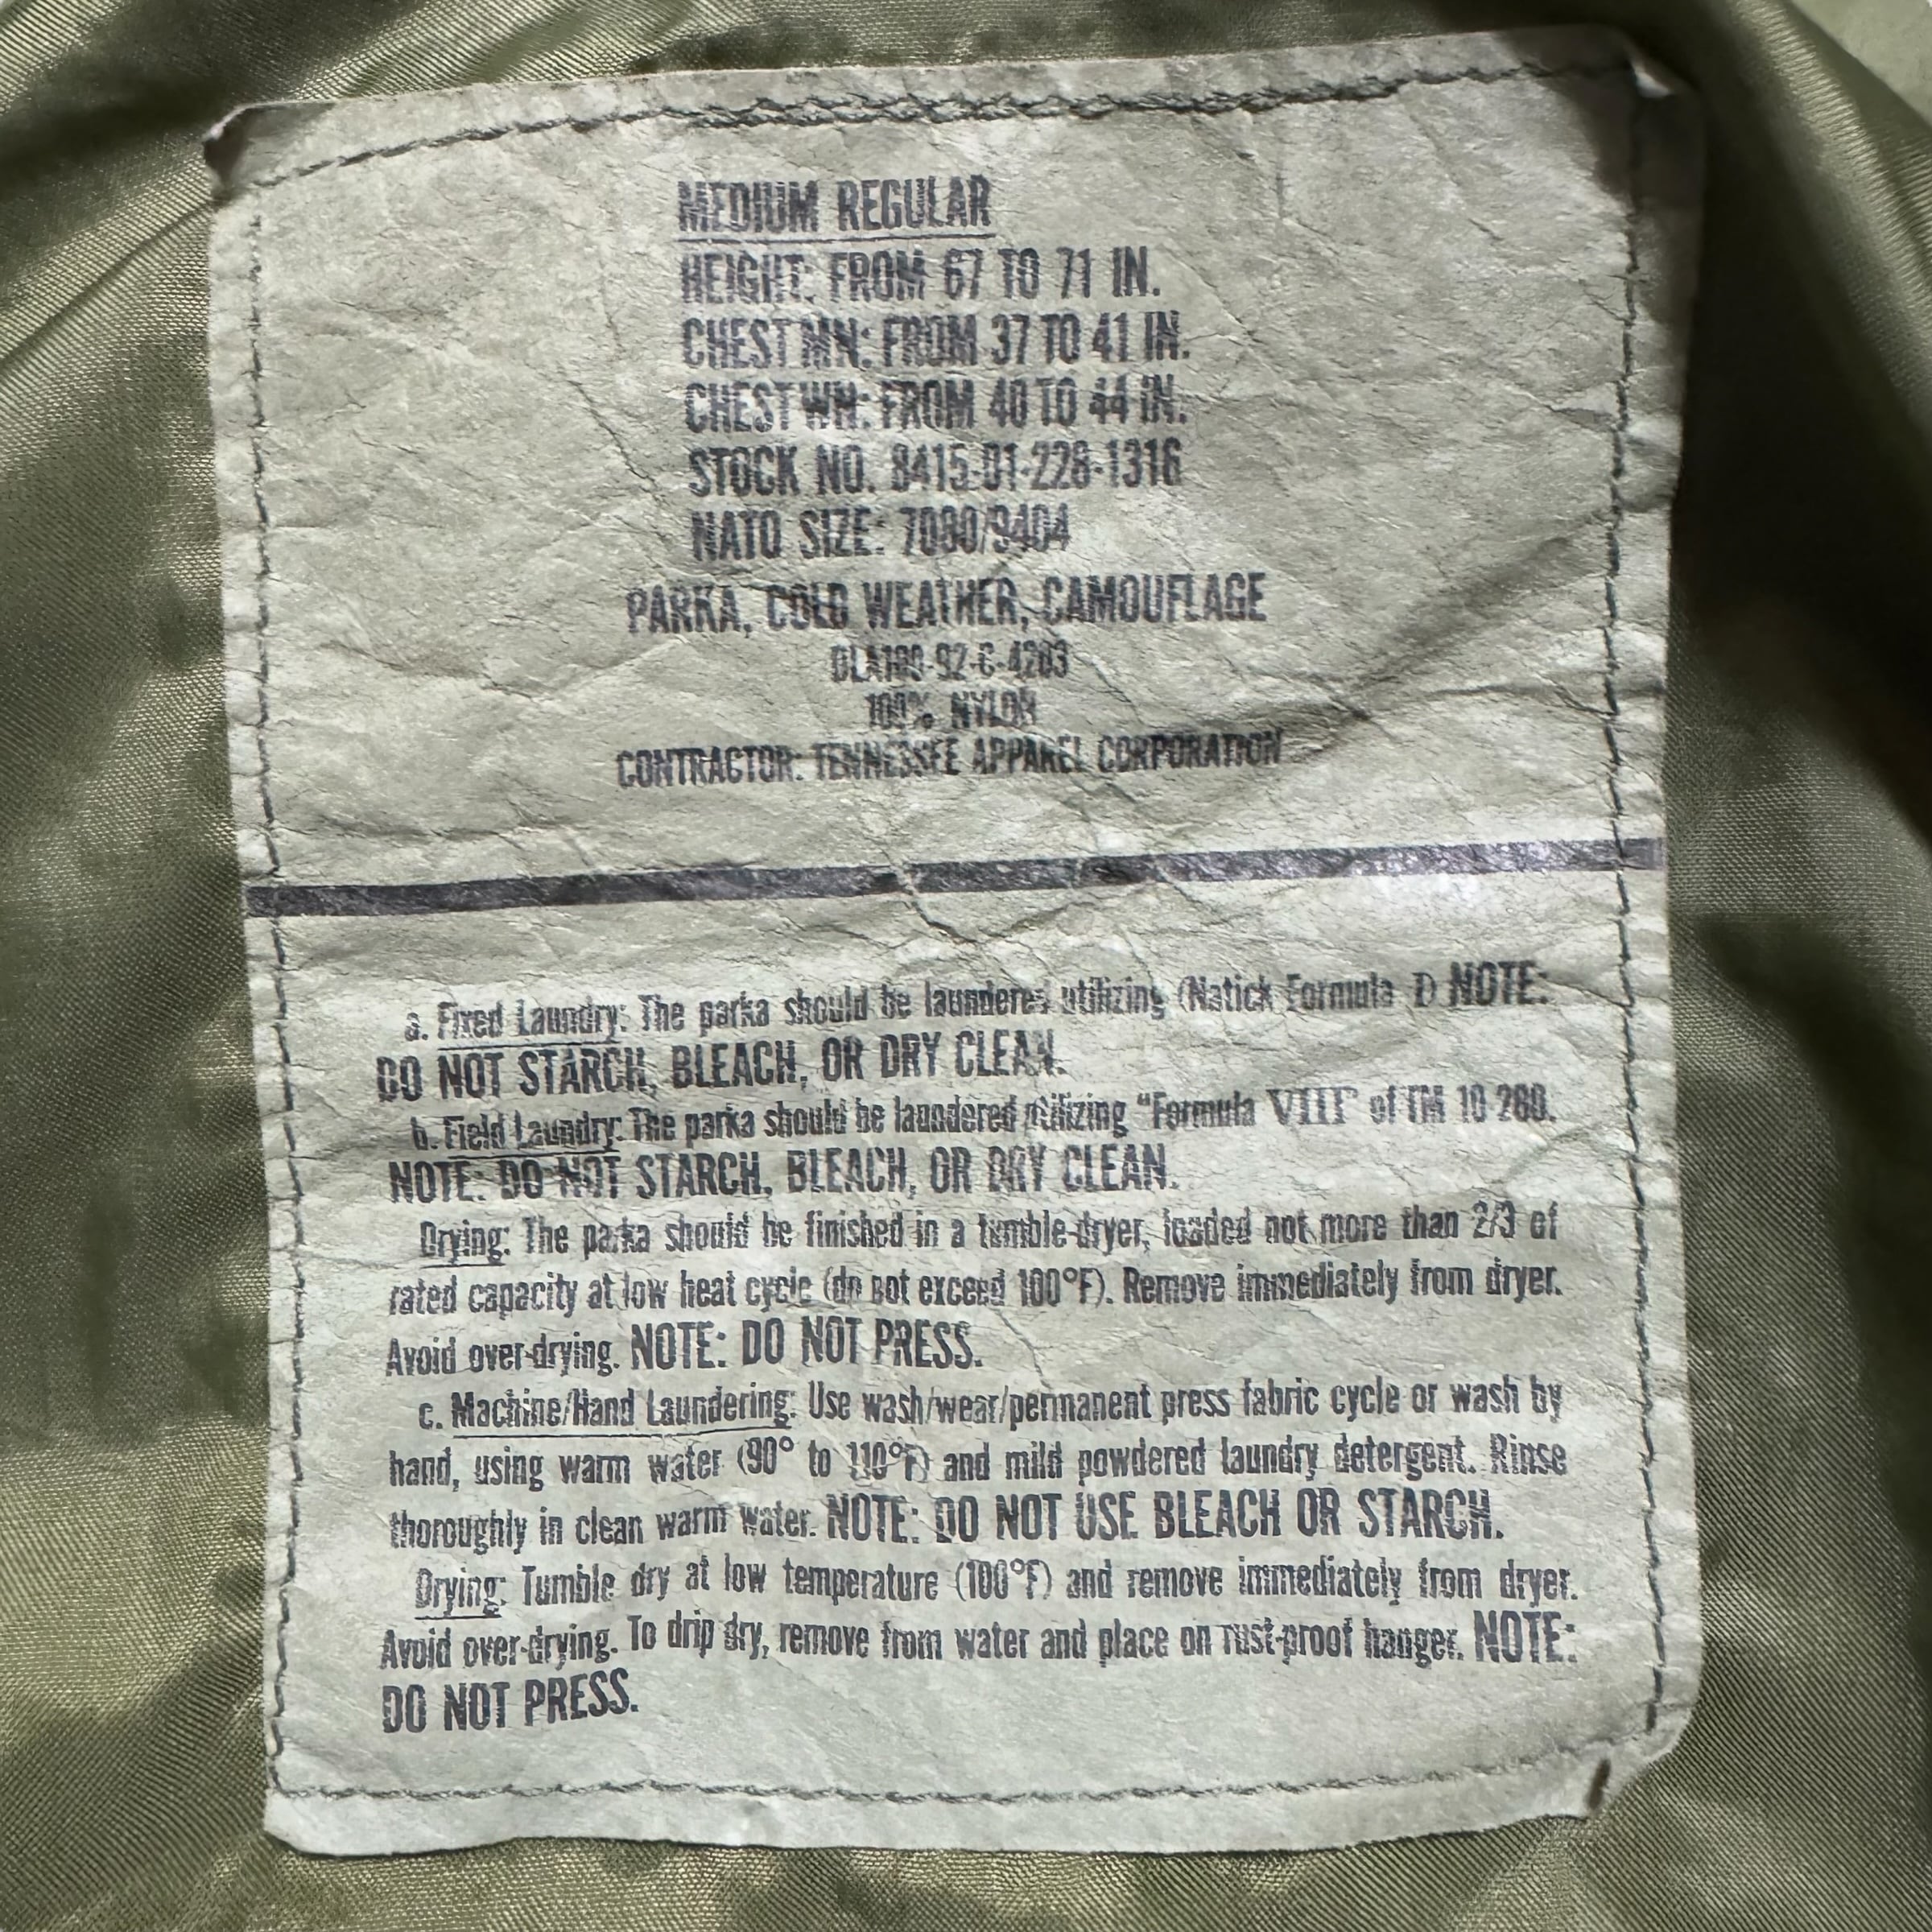 MEDIUM REGULAR
HEIGHT: FROM 67 TO 71 IN.
CHEST MN: FROM 37 TO 41 IN.
CHEST WN: FROM 40 TO 44 IN.
STOCK NO. 8415-01-228-1316
NATO SIZE: 7080/9404
PARKA, COLD WEATHER, CAMOUFLAGE
DLA100-92-C-4203
100% NYLON
CONTRACTOR: TENNESSEE APPAREL CORPORATION
a. Fixed Laundry: The parka should be laundered utilizing (Natick Formula I) NOTE:
DO NOT STARCH, BLEACH, OR DRY CLEAN.
b. Field Laundry: The parka should be laundered utilizing "Formula VIII" of TM 10-280.
NOTE: DO NOT STARCH, BLEACH, OR DRY CLEAN.
Drying: The parka should be finished in a tumble-dryer, loaded not more than 2/3 of
rated capacity at low heat cycle (do not exceed 100°F). Remove immediately from dryer.
Avoid over-drying. NOTE: DO NOT PRESS.
c. Machine/Hand Laundering: Use wash/wear/permanent press fabric cycle or wash by
hand, using warm water (90° to 110°F) and mild powdered laundry detergent. Rinse
thoroughly in clean warm water. NOTE: DO NOT USE BLEACH OR STARCH.
Drying: Tumble dry at low temperature (100°F) and remove immediately from dryer.
Avoid over-drying. To drip dry, remove from water and place on rust-proof hanger. NOTE:
DO NOT PRESS.